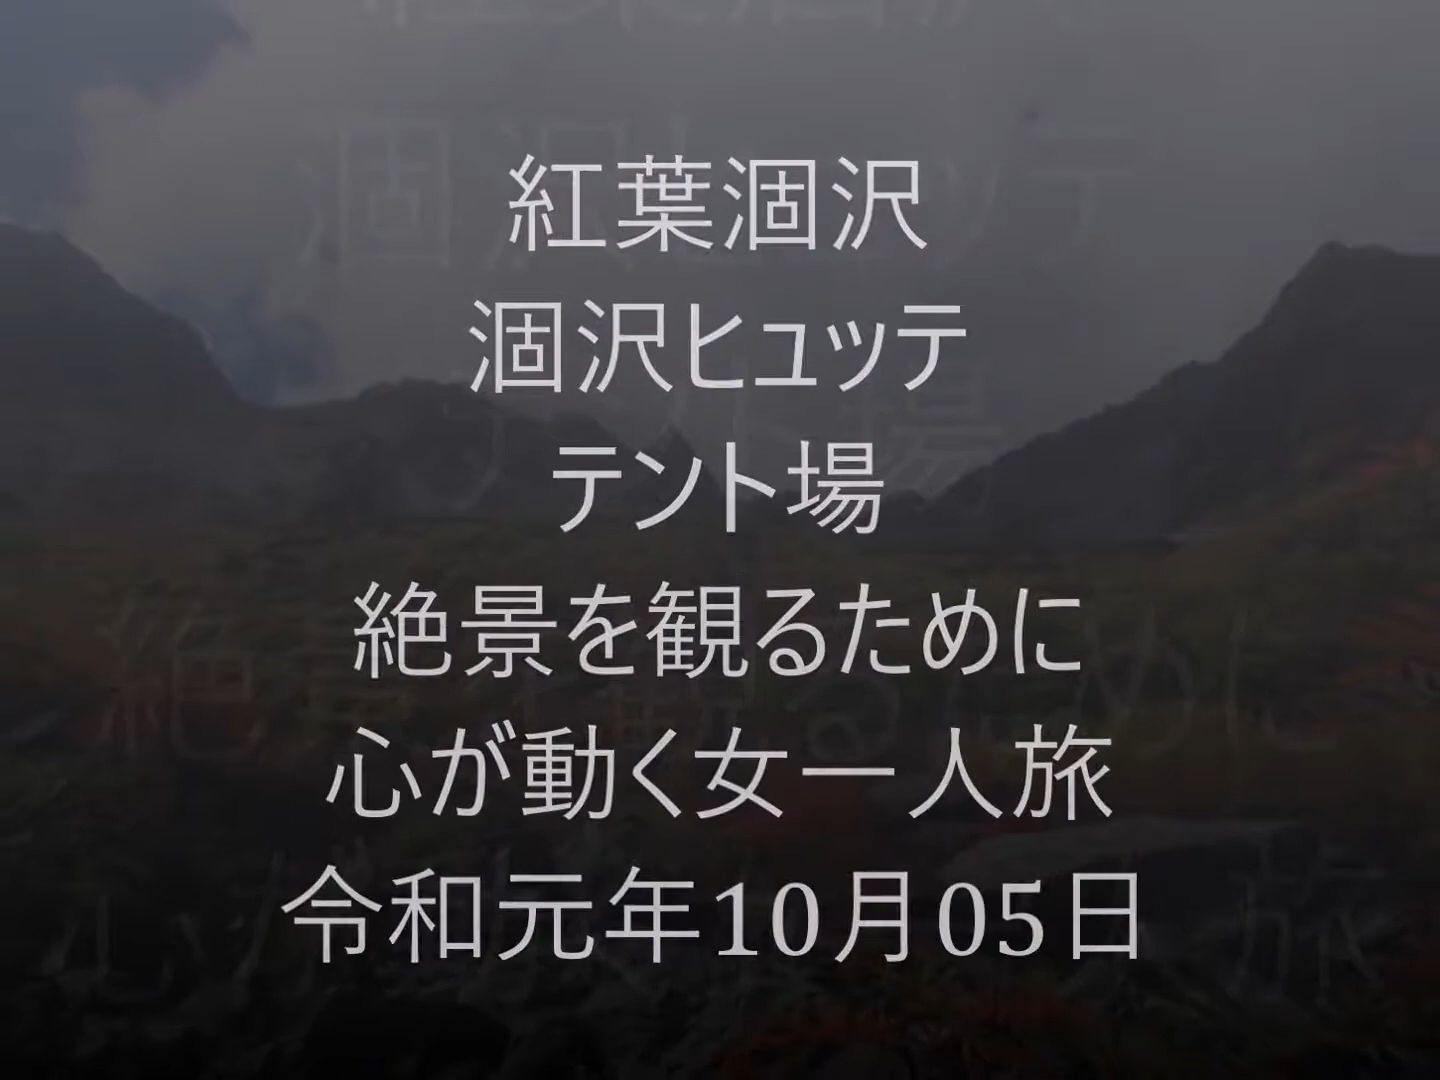 紅葉涸沢
涸沢ヒュッテ
テント場
絶景を観るために
心が動く女一人旅
令和元年10月05日